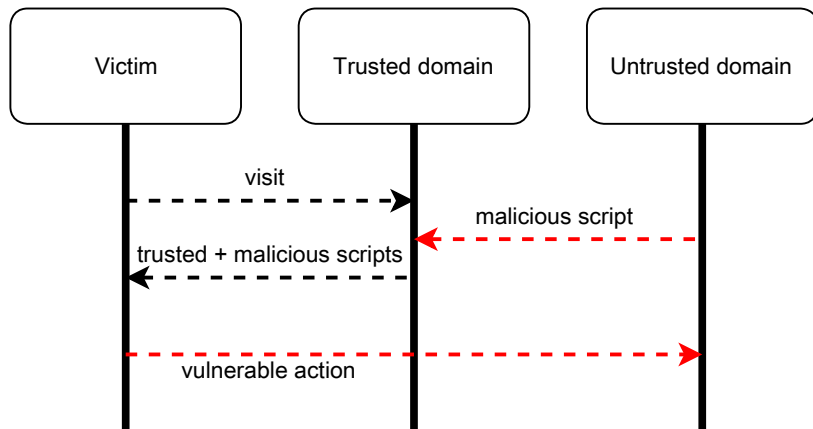 Victim
Trusted domain
Untrusted domain
visit
malicious script
trusted + malicious scripts
vulnerable action